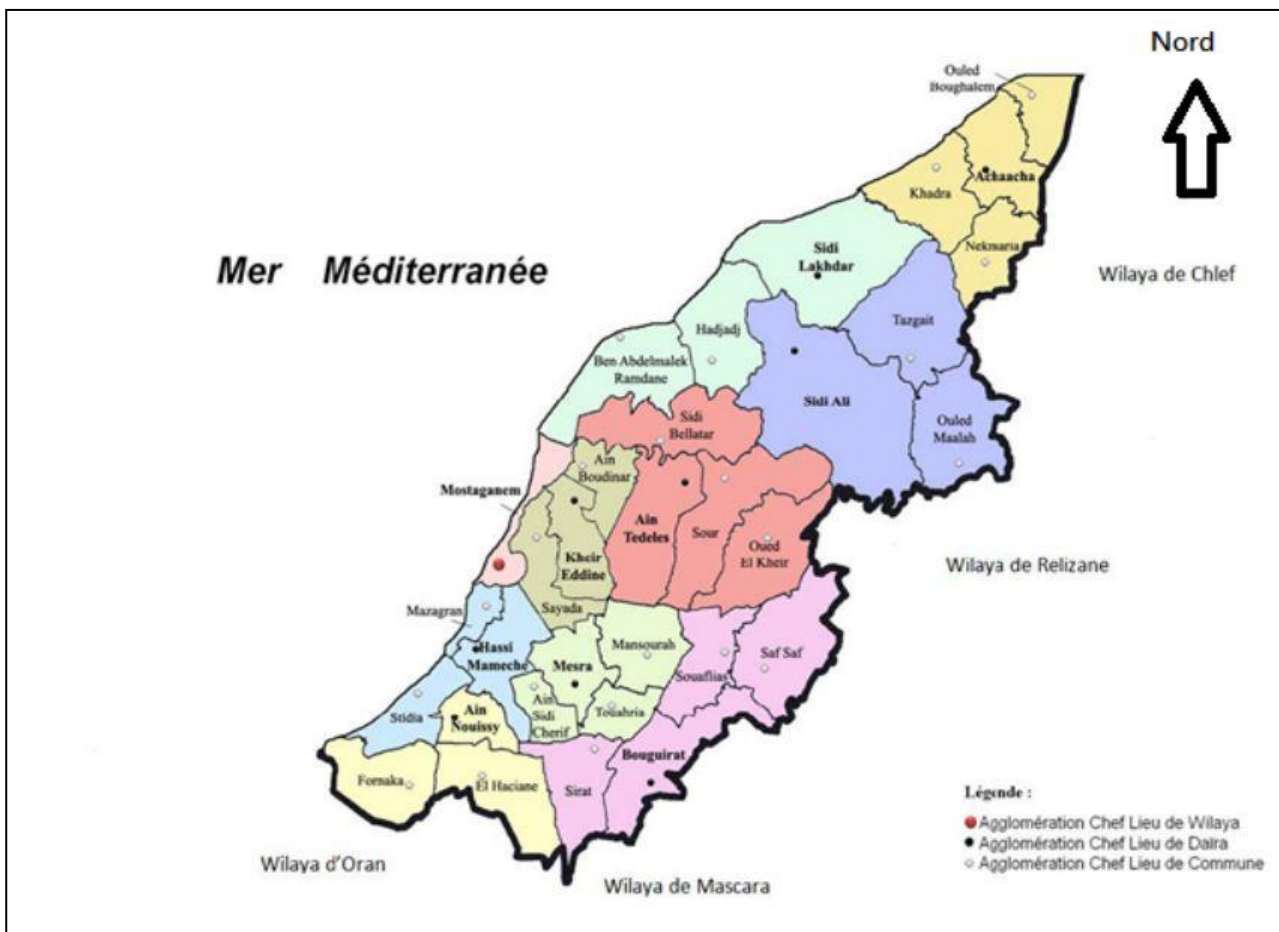 Nord
Ouled
Boughalem
Achaacha
Khadra
Nekmaria
Sidi
Lakhdar
Mer Méditerranée
Wilaya de Chlef
Tazgait
Hadjadj
Ben Abdelmalek
Ramdane
Sidi Ali
Sidi
Bellatar
Ouled
Maalah
Ain
Boudinar
Mostaganem
Ain
Tedeles
Sour
Oued
El Kheir
Kheir
Eddine
Wilaya de Relizane
Sayada
Mazagran
Hassi
Mameche
Mesra
Mansourah
Souaflias
Saf Saf
Stidia
Ain
Nouissy
Ain
Sidi
Cherif
Touahria
Bouguirat
Fornaka
El Haciane
Sirat
Légende :
Agglomération Chef Lieu de Wilaya
Agglomération Chef Lieu de Daïra
Agglomération Chef Lieu de Commune
Wilaya d'Oran
Wilaya de Mascara